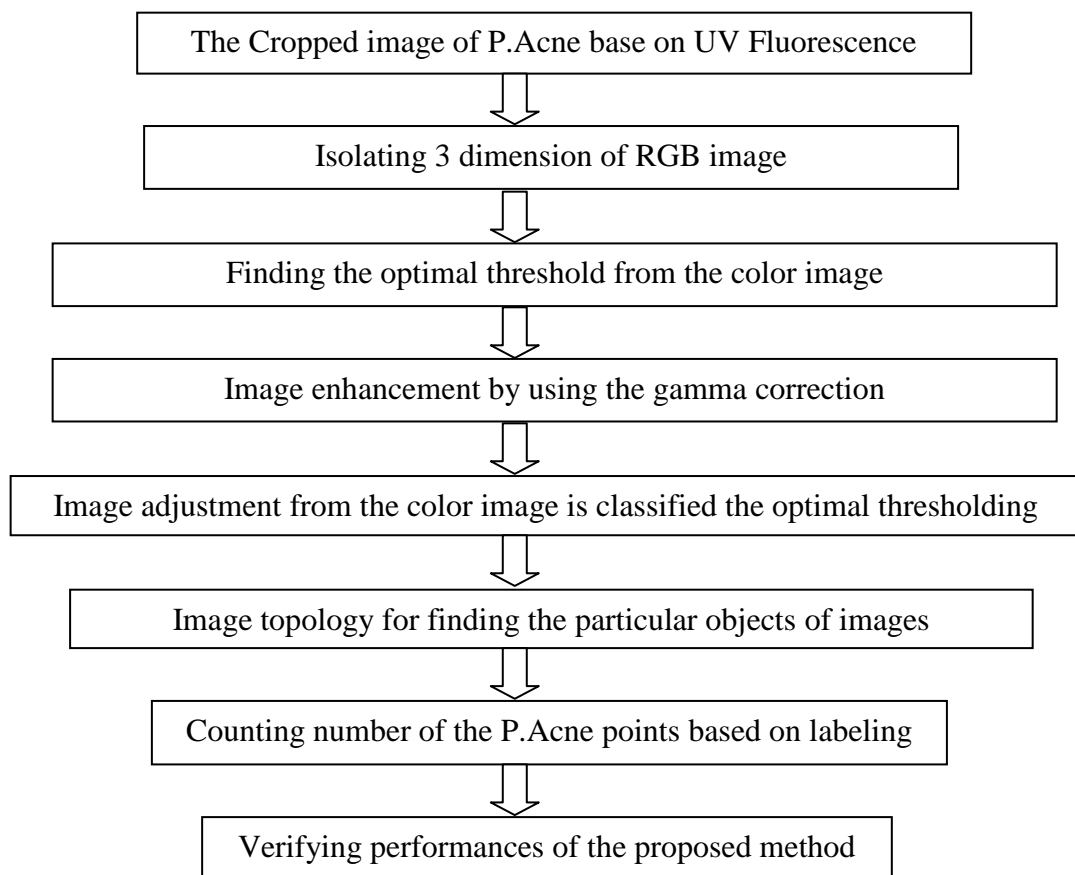 The Cropped image of P.Acne base on UV Fluorescence
Isolating 3 dimension of RGB image
Finding the optimal threshold from the color image
Image enhancement by using the gamma correction
Image adjustment from the color image is classified the optimal thresholding
Image topology for finding the particular objects of images
Counting number of the P.Acne points based on labeling
Verifying performances of the proposed method